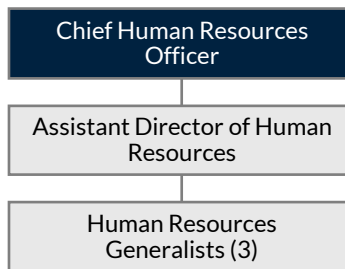 Chief Human Resources
Officer
Assistant Director of Human
Resources
Human Resources
Generalists (3)